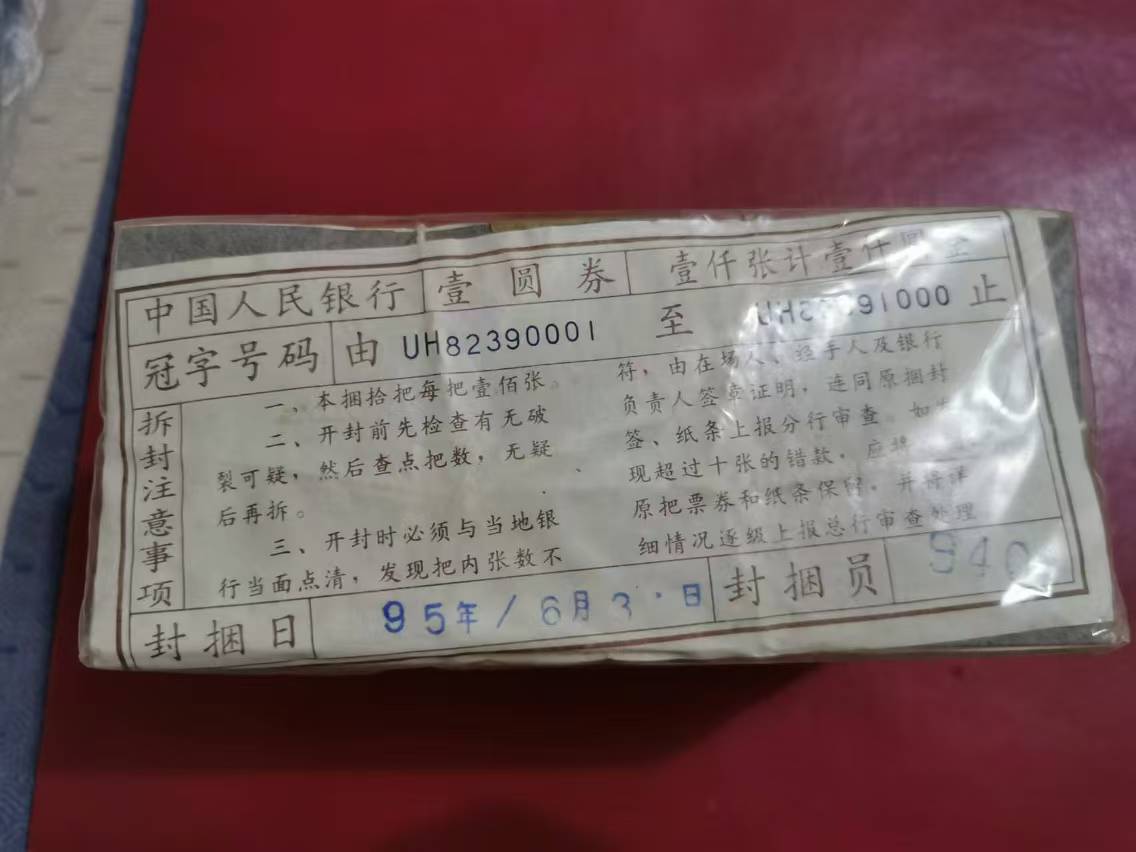 中国人民银行 壹圆券 壹仟张计壹仟圆
冠字号码 由 UH82390001 至 UH 91000 止
拆封注意事项
一、本捆拾把每把壹佰张。
二、开封前先检查有无破
裂可疑，然后查点把数，无疑
后再拆。
三、开封时必须与当地银
行当面点清，发现把内张数不
符，由在场人、经手人及银行
负责人签卖证明，连同原捆封
签、纸条上报分行审查。如
现超过十张的错款，应将
原把票券和纸条保留，并将详
细情况逐级上报总行审查处理
封捆日 95年/6月3 日 封捆员 940